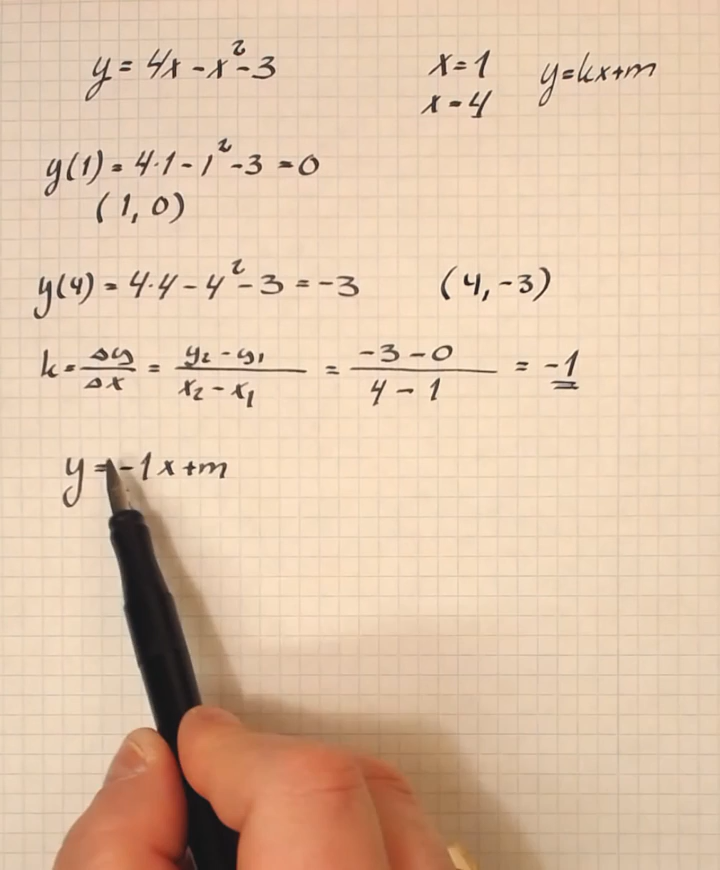 y = 4x - x² - 3 x = 1 y = kx + m
x = 4
y(1) = 4·1 - 1² - 3 = 0
(1, 0)
y(4) = 4·4 - 4² - 3 = -3 (4, -3)
k = Δy/Δx = y₂ - y₁/x₂ - x₁ = -3 - 0/4 - 1 = -1
y = -1x + m